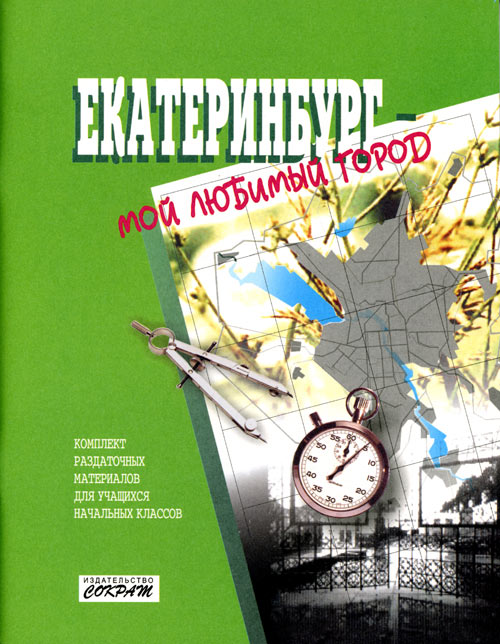 ЕКАТЕРИНБУРГ –
МОЙ ЛЮБИМЫЙ ГОРОД
КОМПЛЕКТ
РАЗДАТОЧНЫХ
МАТЕРИАЛОВ
ДЛЯ УЧАЩИХСЯ
НАЧАЛЬНЫХ КЛАССОВ
ИЗДАТЕЛЬСТВО
СОКРАТ